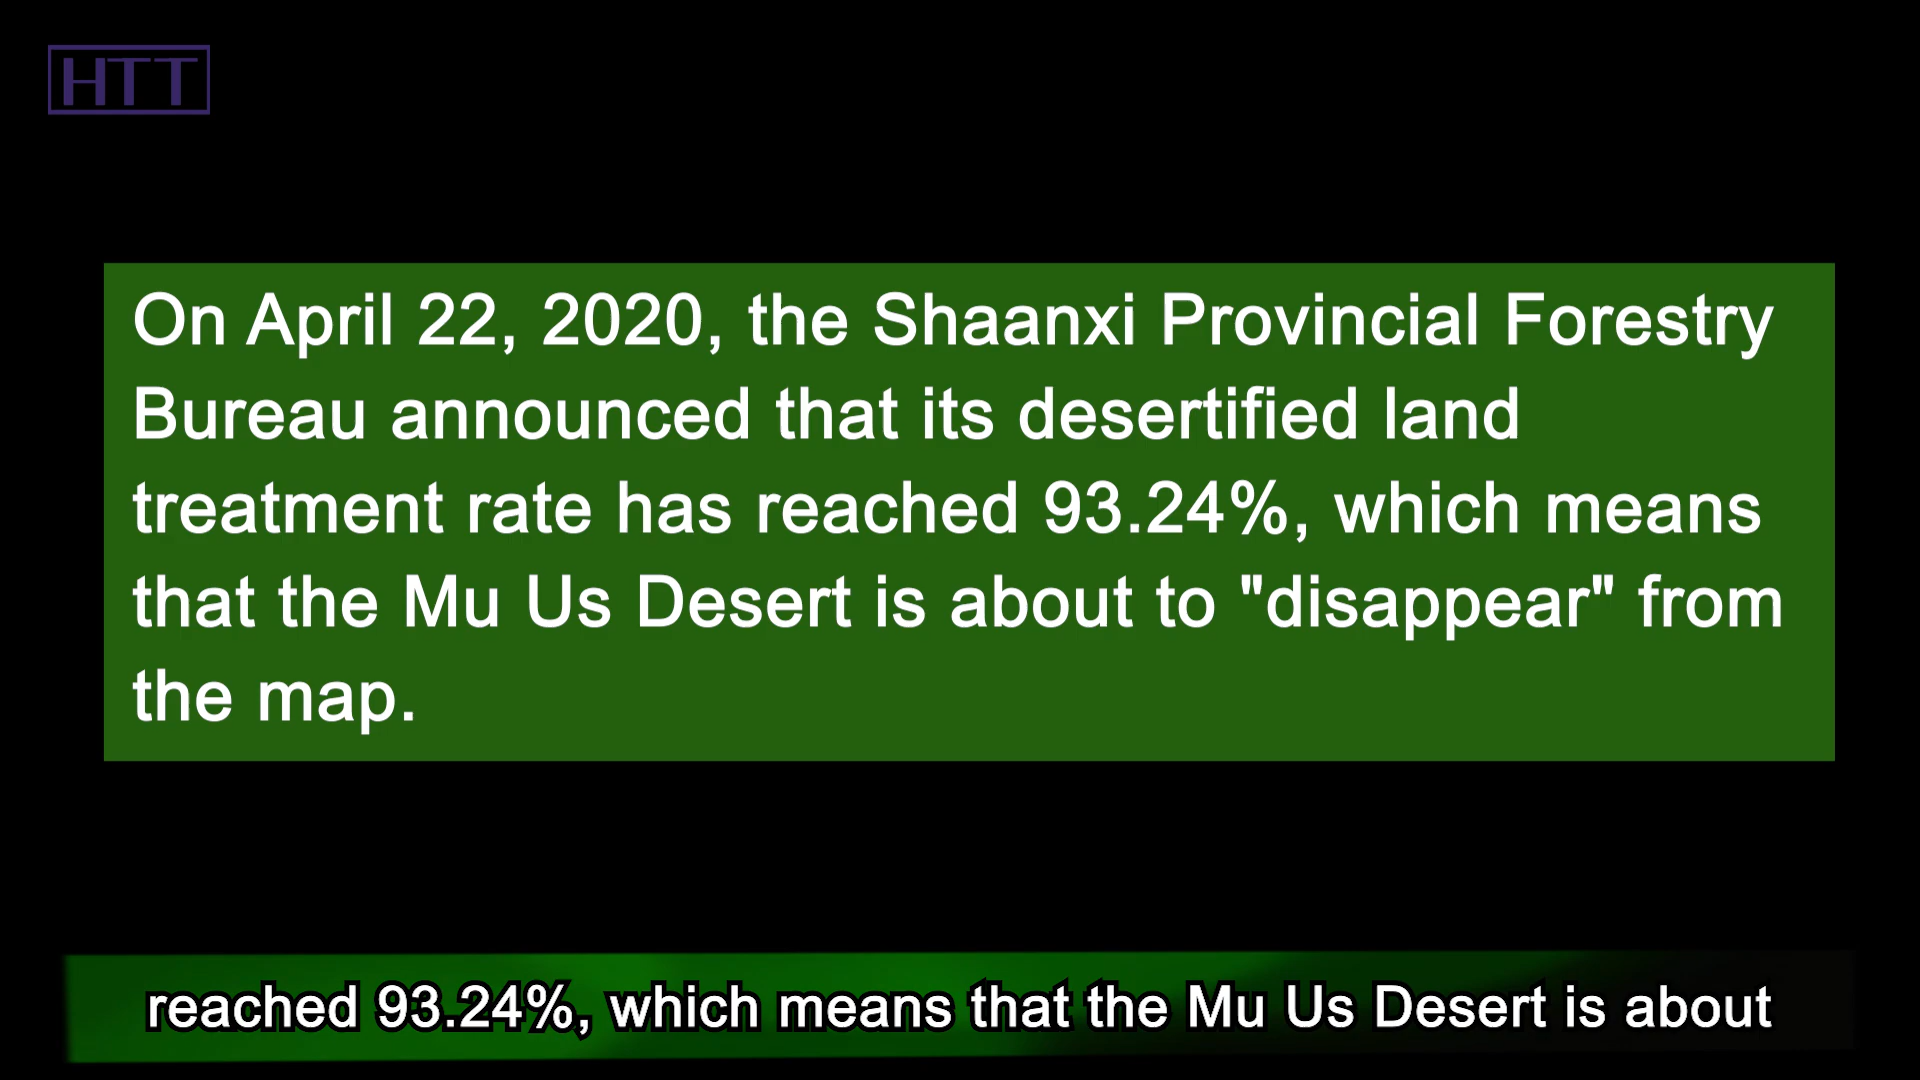 HTT
On April 22, 2020, the Shaanxi Provincial Forestry
Bureau announced that its desertified land
treatment rate has reached 93.24%, which means
that the Mu Us Desert is about to "disappear" from
the map.
reached 93.24%, which means that the Mu Us Desert is about